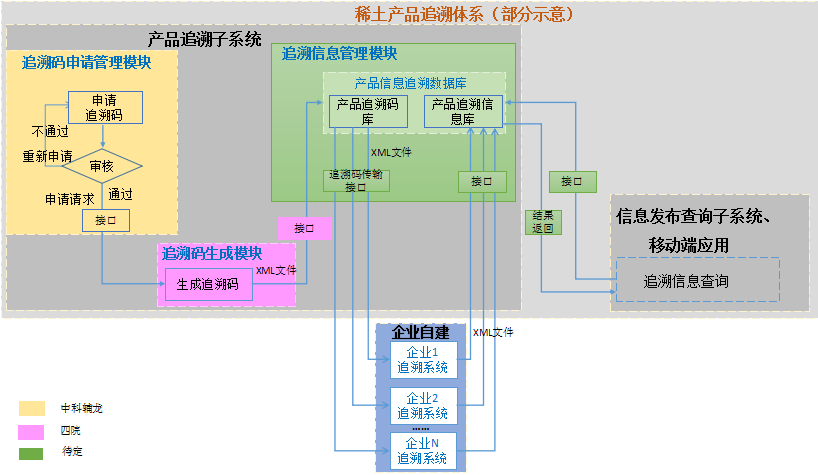 稀土产品追溯体系（部分示意）
产品追溯子系统
追溯码申请管理模块
申请
追溯码
不通过
重新申请
审核
申请请求
通过
接口
追溯码生成模块
生成追溯码
XML文件
接口
追溯信息管理模块
产品信息追溯数据库
产品追溯码
库
产品追溯信
息库
XML文件
追溯码传输
接口
接口
接口
结果
返回
信息发布查询子系统、
移动端应用
追溯信息查询
企业自建
XML文件
企业1
追溯系统
企业2
追溯系统
……
企业N
追溯系统
中科辅龙
四院
待定